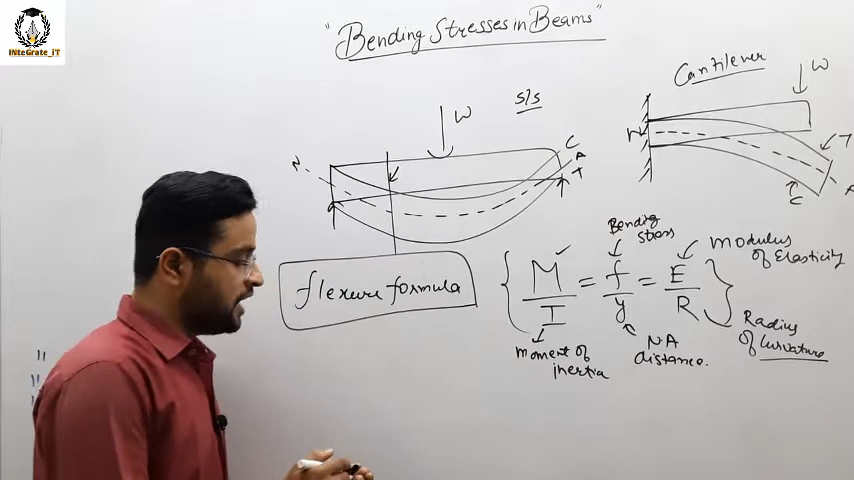 INteGrate_iT
"Bending Stresses in Beams"
W
S/S
N
C
A
T
Cantilever
W
N
T
A
C
flexure formula
M/I = f/y = E/R
Bending
stress
Modulus
of Elasticity
moment of
inertia
NA
distance.
Radius
of Curvature